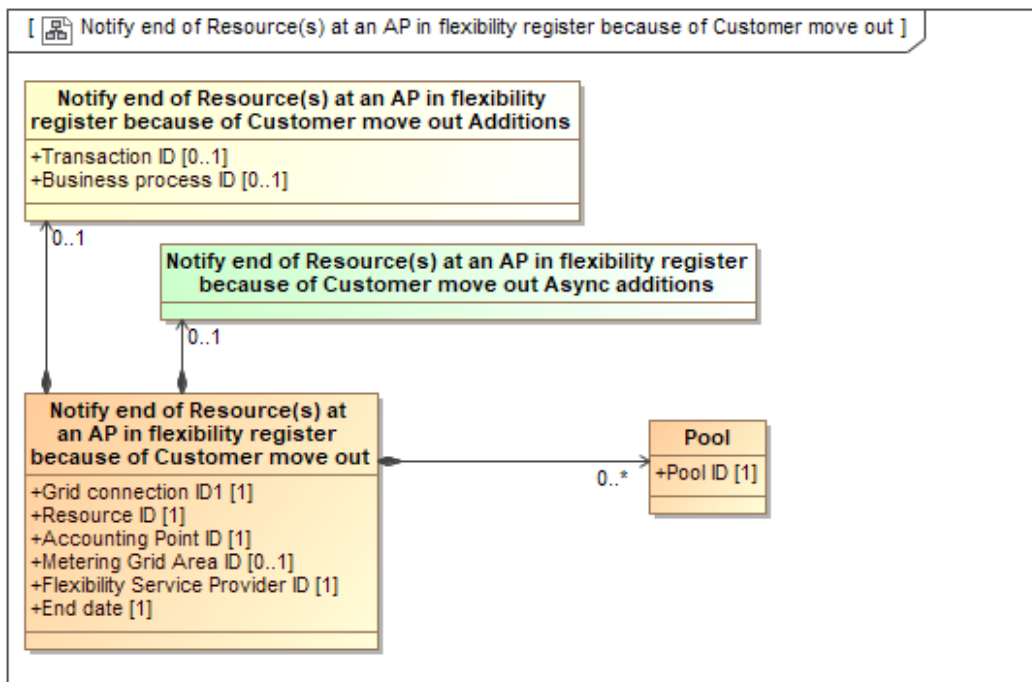 [ Notify end of Resource(s) at an AP in flexibility register because of Customer move out ]
Notify end of Resource(s) at an AP in flexibility
register because of Customer move out Additions
+Transaction ID [0..1]
+Business process ID [0..1]
0..1
Notify end of Resource(s) at an AP in flexibility register
because of Customer move out Async additions
0..1
Notify end of Resource(s) at
an AP in flexibility register
because of Customer move out
+Grid connection ID1 [1]
+Resource ID [1]
+Accounting Point ID [1]
+Metering Grid Area ID [0..1]
+Flexibility Service Provider ID [1]
+End date [1]
0..*
Pool
+Pool ID [1]